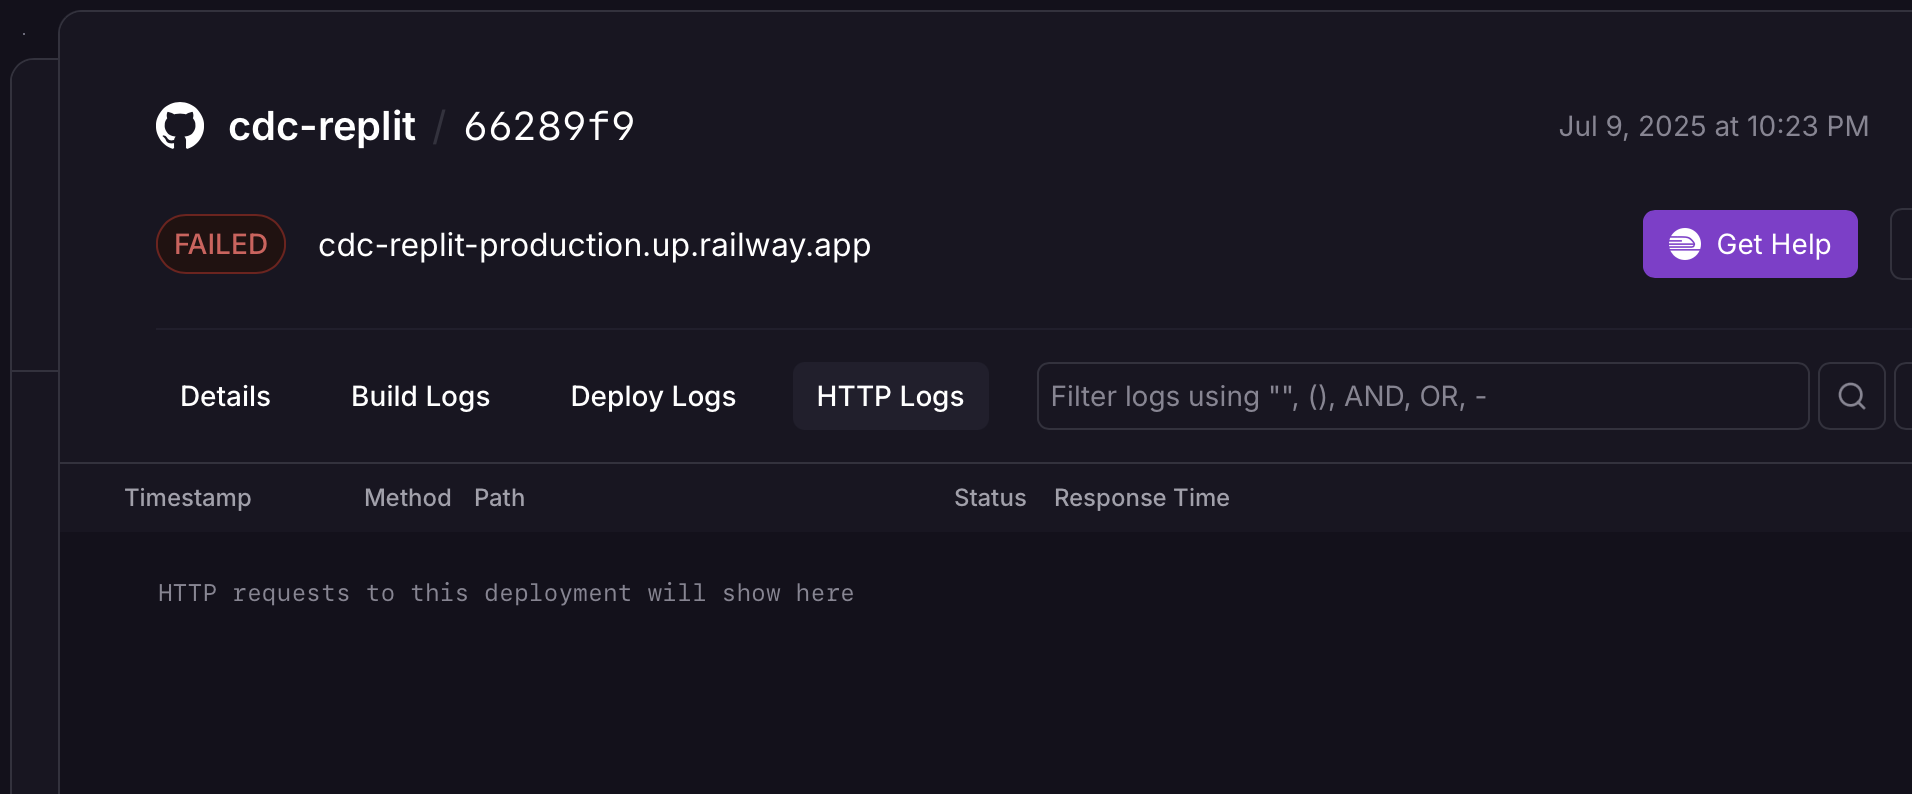 cdc-replit / 66289f9
Jul 9, 2025 at 10:23 PM
FAILED cdc-replit-production.up.railway.app
Get Help
Details Build Logs Deploy Logs HTTP Logs
Filter logs using "", (), AND, OR, -
Timestamp Method Path Status Response Time
HTTP requests to this deployment will show here